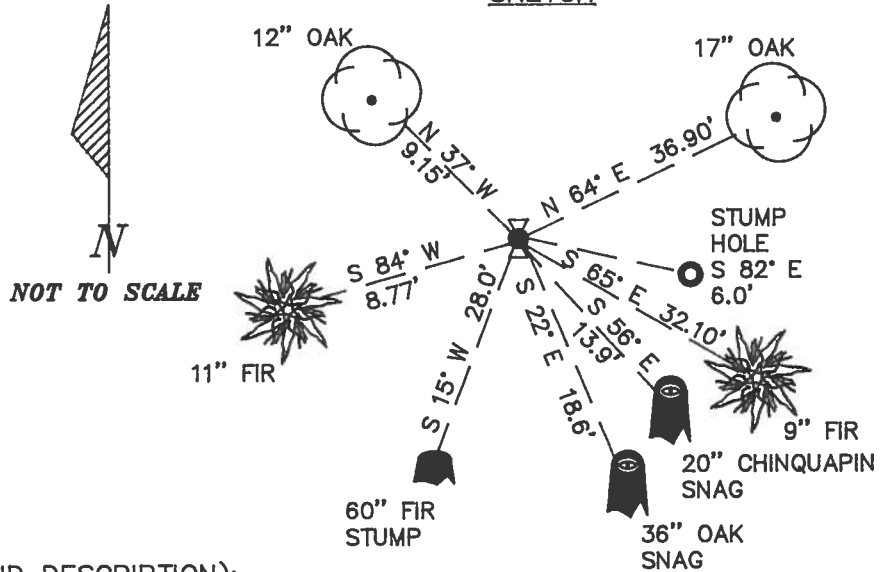 SKETCH
12" OAK
17" OAK
N 37° W
9.15'
N 64° E 36.90'
STUMP
HOLE
S 82° E
6.0'
N
NOT TO SCALE
S 84° W
8.77'
11" FIR
S 15° W 28.0'
S 22° E 18.6'
S 56° E
13.9'
S 65° E 32.10'
9" FIR
20" CHINQUAPIN
SNAG
60" FIR
STUMP
36" OAK
SNAG
DESCRIPTION):